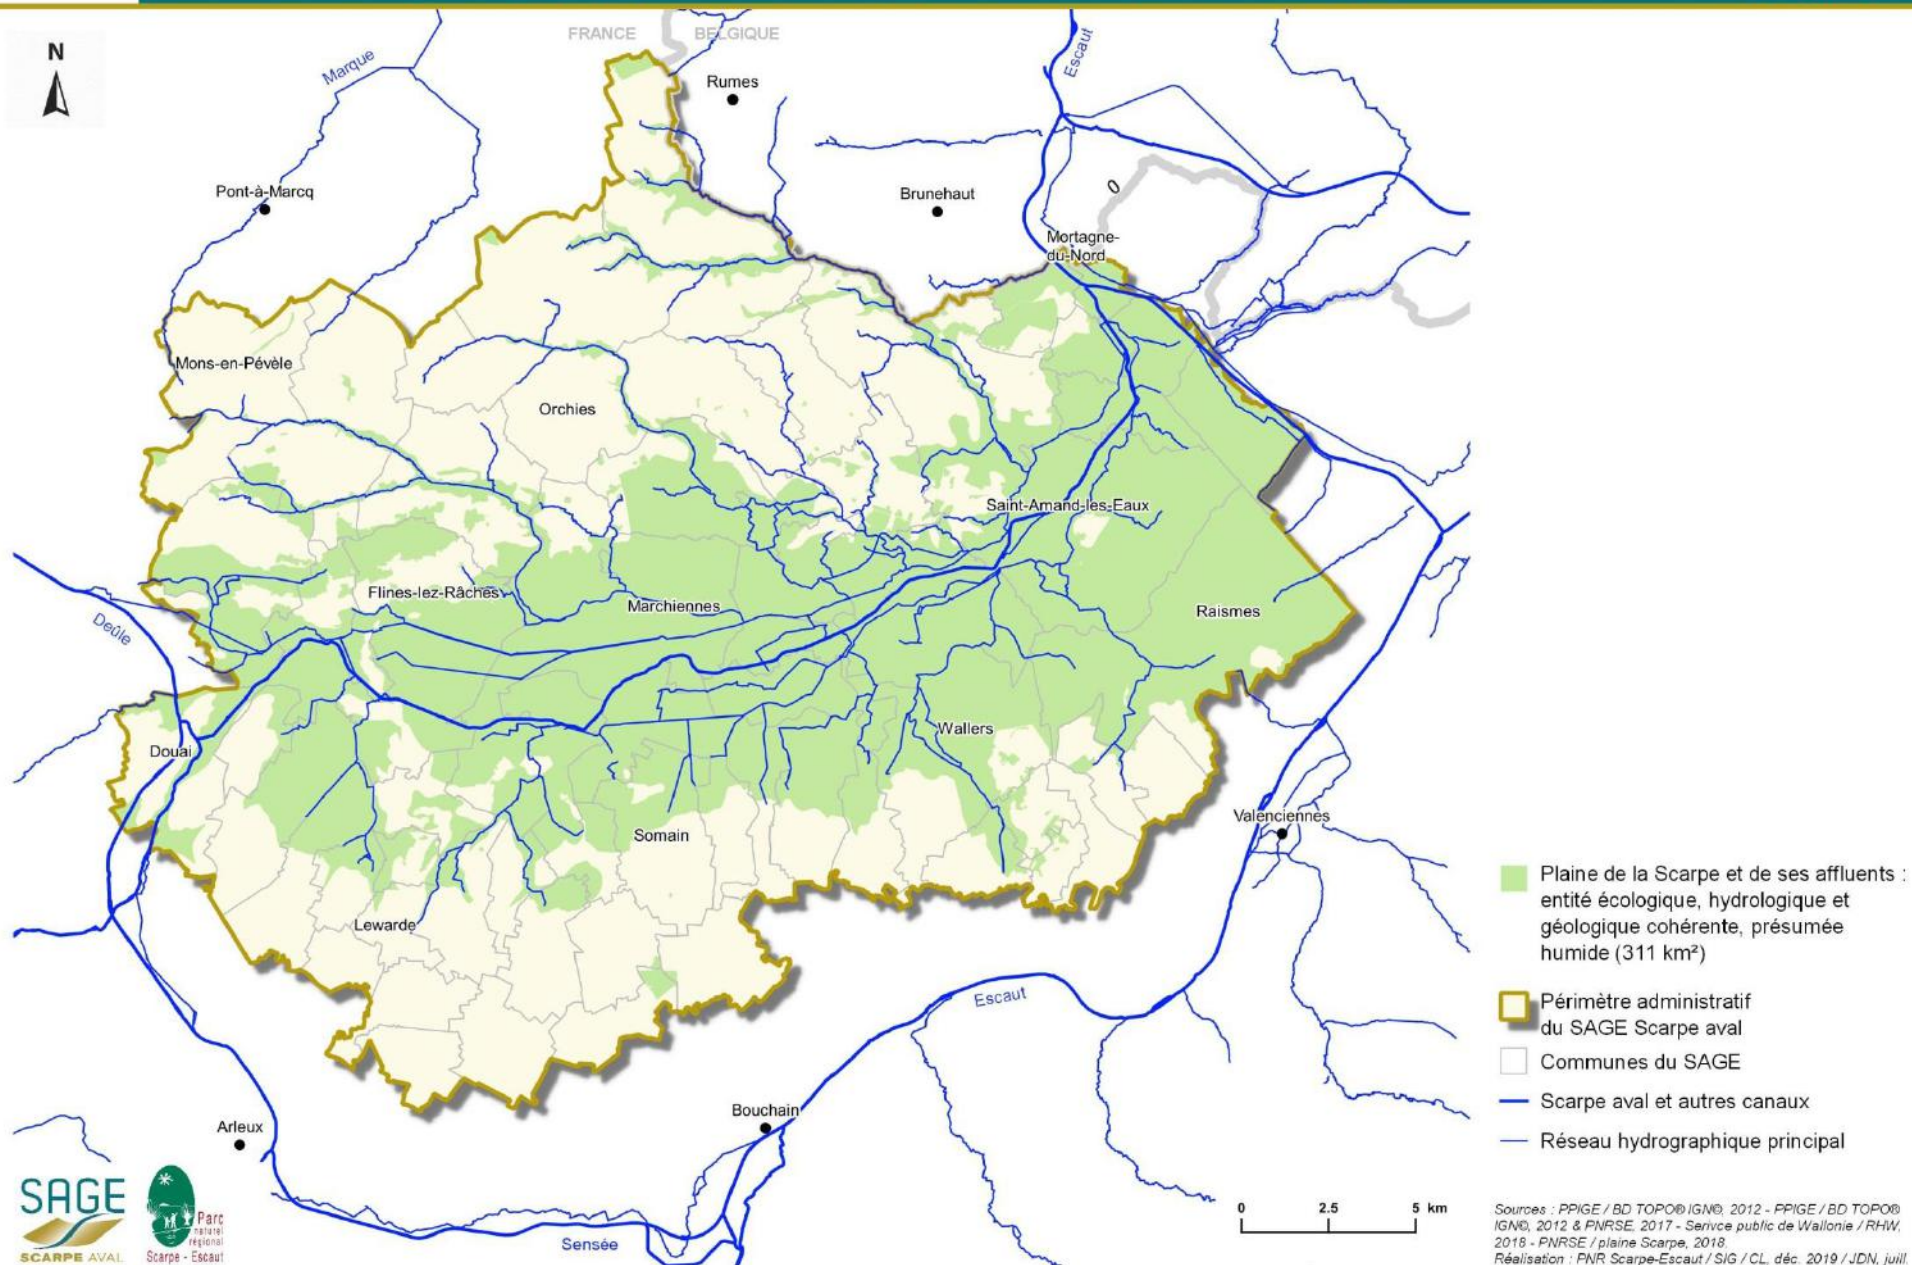 FRANCE
BELGIQUE
N
Marque
Escaut
Rumes
Pont-à-Marcq
Brunehaut
0
Mortagne-
du-Nord
Mons-en-Pévèle
Orchies
Saint-Amand-les-Eaux
Flines-lez-Râches
Marchiennes
Raismes
Deûle
Wallers
Douai
Valenciennes
Somain
Lewarde
Escaut
Bouchain
Arleux
Sensée
Plaine de la Scarpe et de ses affluents :
entité écologique, hydrologique et
géologique cohérente, présumée
humide (311 km²)
Périmètre administratif
du SAGE Scarpe aval
Communes du SAGE
Scarpe aval et autres canaux
Réseau hydrographique principal
SAGE
SCARPE AVAL
Parc
naturel
régional
Scarpe - Escaut
0 2.5 5 km
Sources : PPIGE / BD TOPO® IGN©, 2012 - PPIGE / BD TOPO®
IGN©, 2012 & PNRSE, 2017 - Serivce public de Wallonie / RHW,
2018 - PNRSE / plaine Scarpe, 2018.
Réalisation : PNR Scarpe-Escaut / SIG / CL, déc. 2019 / JDN, juill.